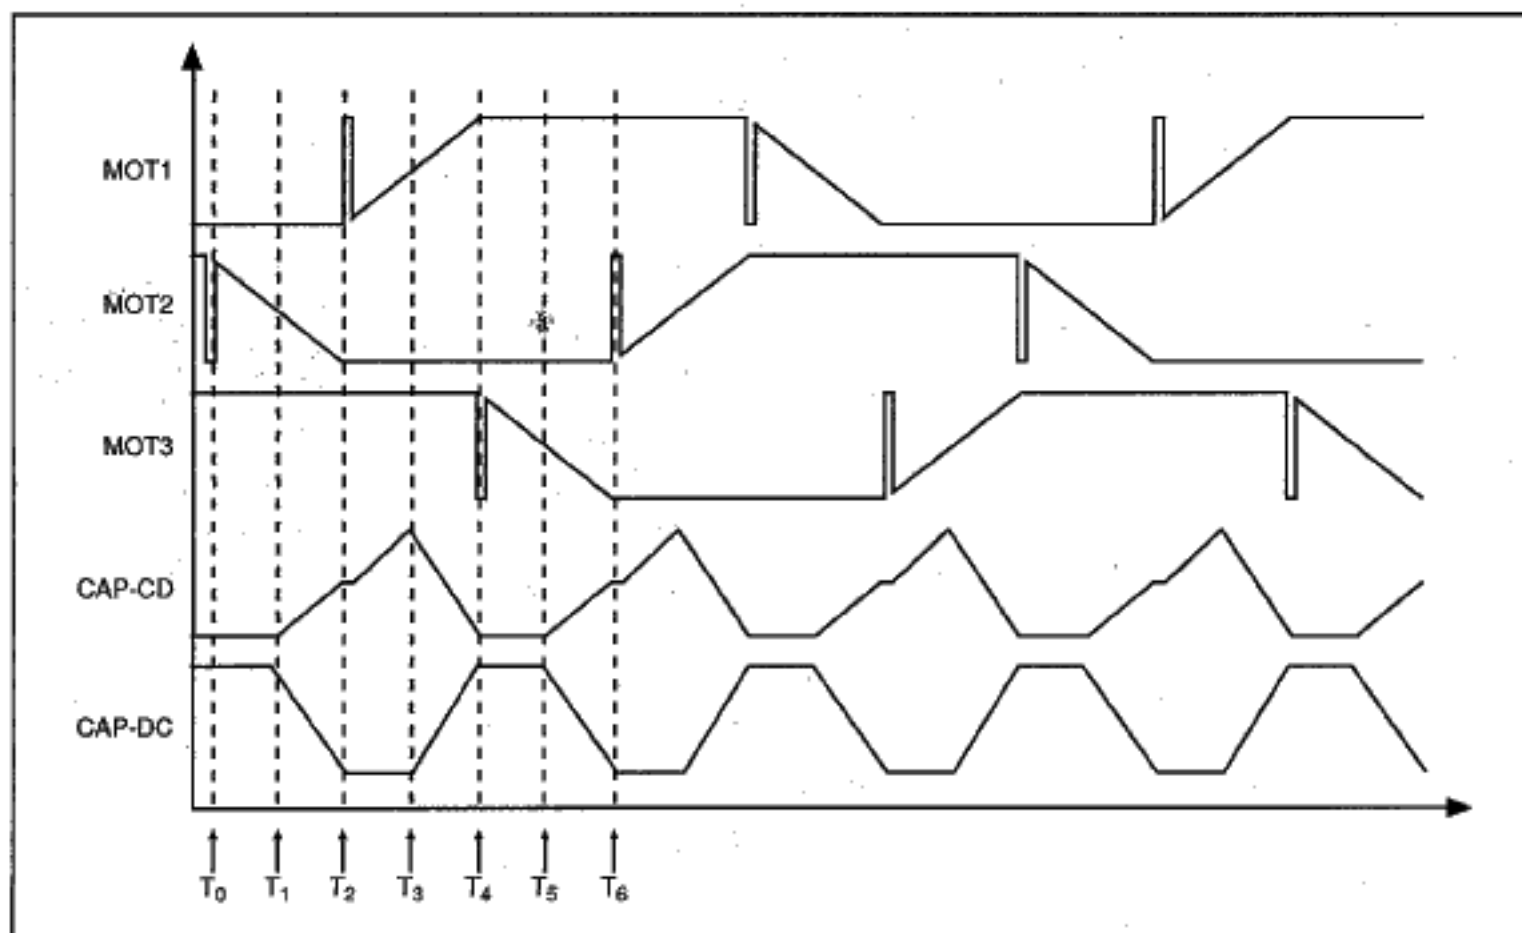 MOT1
MOT2
MOT3
CAP-CD
CAP-DC
T0 T1 T2 T3 T4 T5 T6